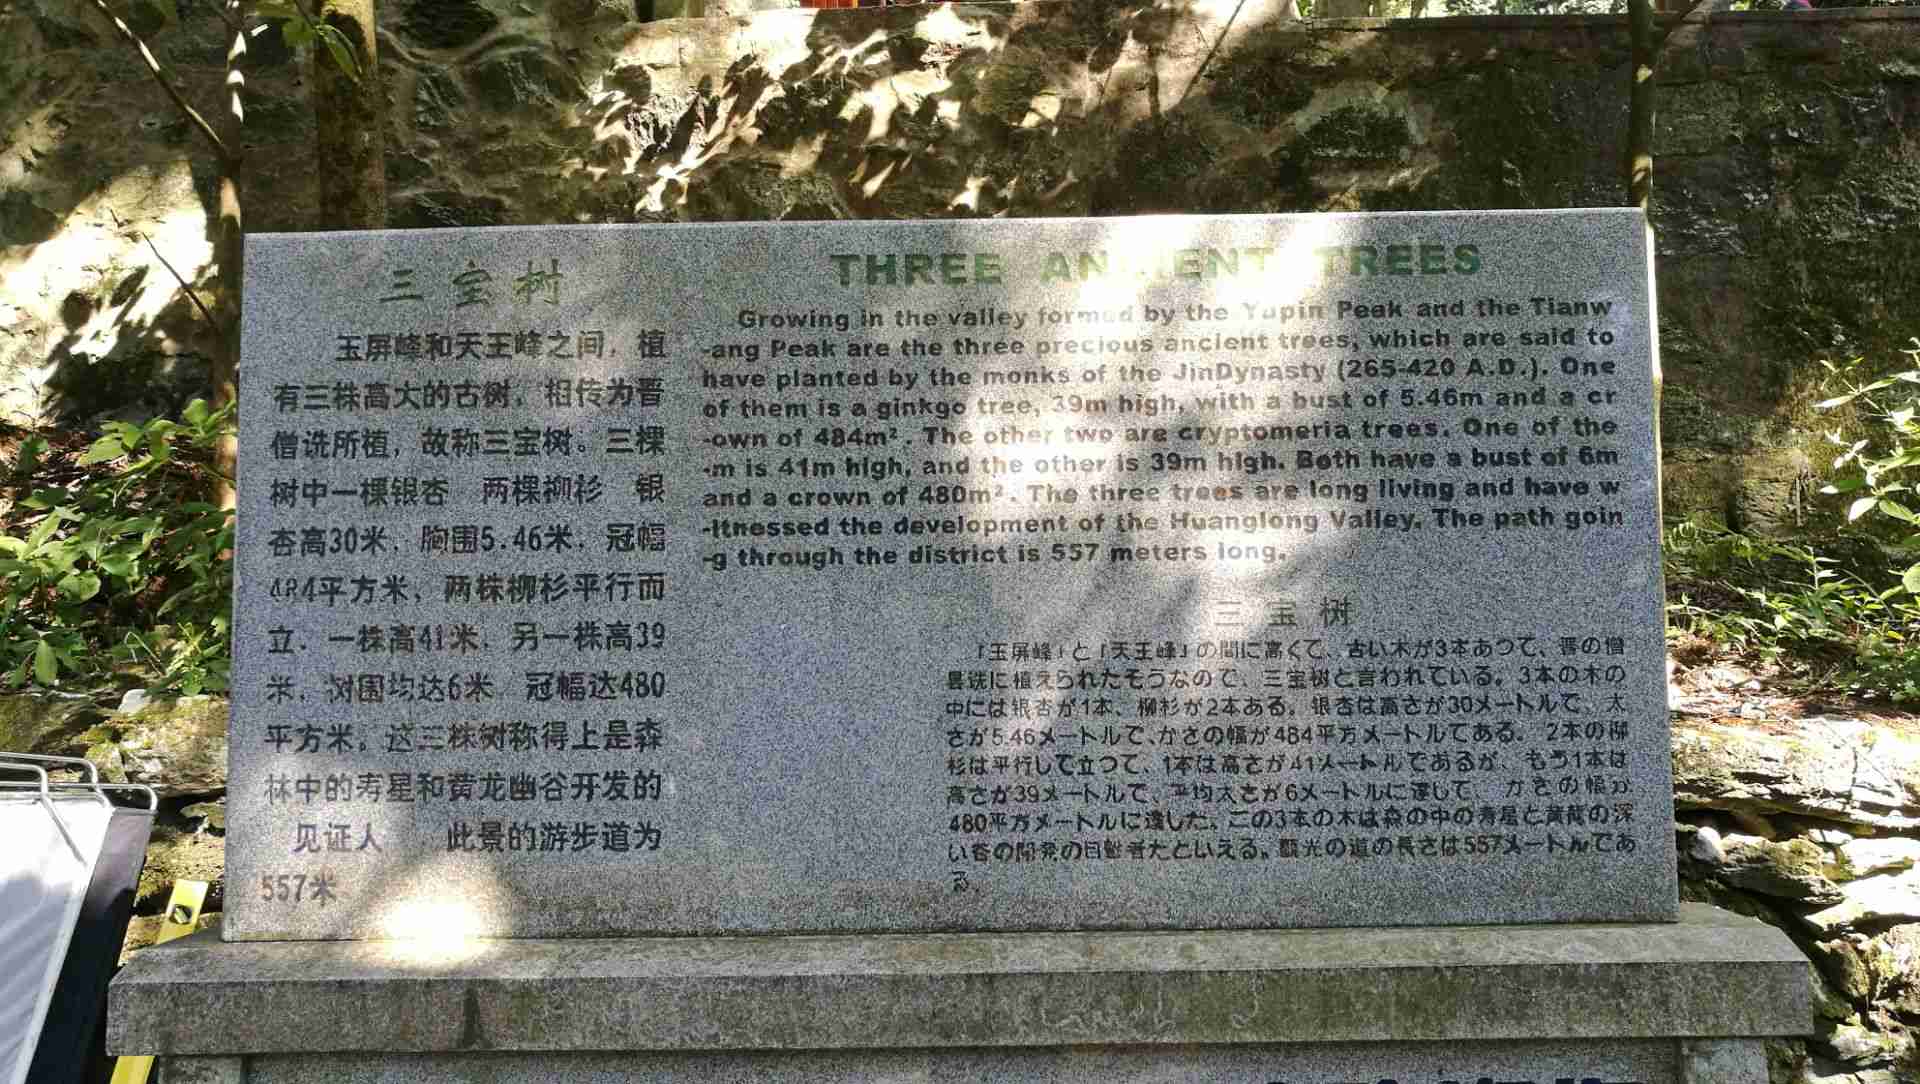 三宝树
玉屏峰和天王峰之间，植
有三株高大的古树，相传为晋
僧诜所植，故称三宝树。三棵
树中一棵银杏 两棵柳杉 银
杏高30米，胸围5.46米，冠幅
484平方米，两株柳杉平行而
立，一株高41米，另一株高39
米，树围均达6米 冠幅达480
平方米。这三株树称得上是森
林中的寿星和黄龙幽谷开发的
见证人 此景的游步道为
557米
THREE ANCIENT TREES
Growing in the valley formed by the Yupin Peak and the Tianw
-ang Peak are the three precious ancient trees, which are said to
have planted by the monks of the JinDynasty (265-420 A.D.). One
of them is a ginkgo tree, 39m high, with a bust of 5.46m and a cr
-own of 484m². The other two are cryptomeria trees. One of the
-m is 41m high, and the other is 39m high. Both have a bust of 6m
and a crown of 480m². The three trees are long living and have w
-itnessed the development of the Huanglong Valley. The path goin
-g through the district is 557 meters long.
三宝树
「玉屏峰」と「天王峰」の間に高くて、古い木が3本あつて、晋の僧
曇诜に植えられたそうなので、三宝树と言われている。3本の木の
中には银杏が1本、柳杉が2本ある。银杏は高さが30メートルて、太
さが5.46メートルで、かさの幅が484平方メートルてある。2本の柳
杉は平行して立つて、1本は高さが41メートルであるが、もう1本は
高さが39メートルて、平均太さが6メートルに達して、かさの幅が
480平方メートルに達した。この3本の木は森の中の寿星と黄龍の深
い谷の開発の目撃者たといえる。観光の道の長さは557メートルてあ
る。